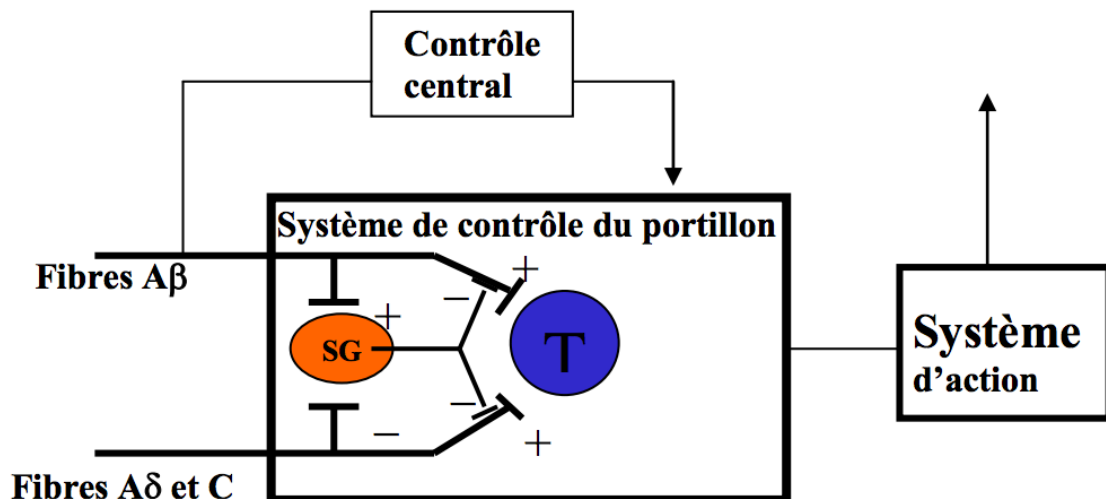 Contrôle
central
Système de contrôle du portillon
Fibres Aβ
+
−
+
SG
T
Système
d’action
−
−
+
Fibres Aδ et C